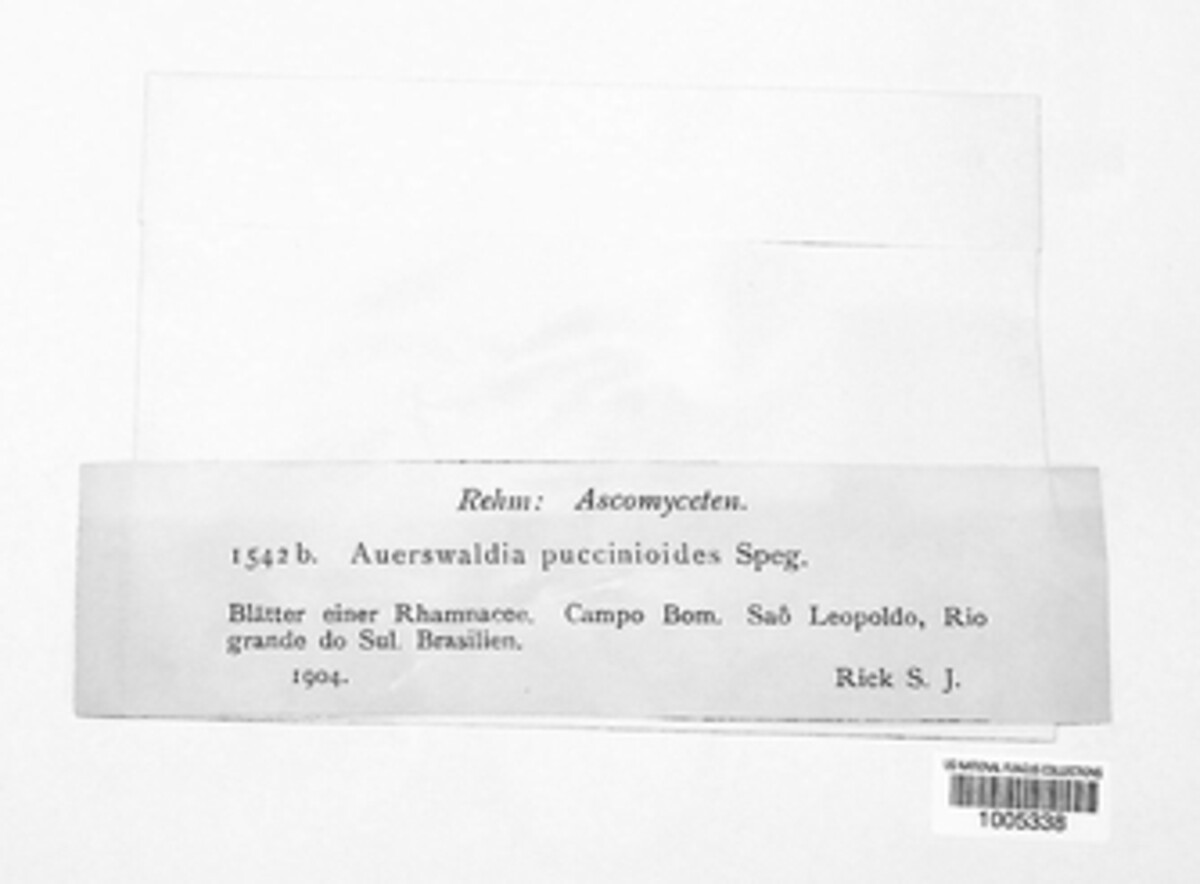 Rehm: Ascomyceten.
1542 b. Auerswaldia puccinioides Speg.
Blätter einer Rhamnacee. Campo Bom. Saô Leopoldo, Rio
grande do Sul. Brasilien.
1904. Rick S. J.
US NATIONAL FUNGUS COLLECTIONS
1005338